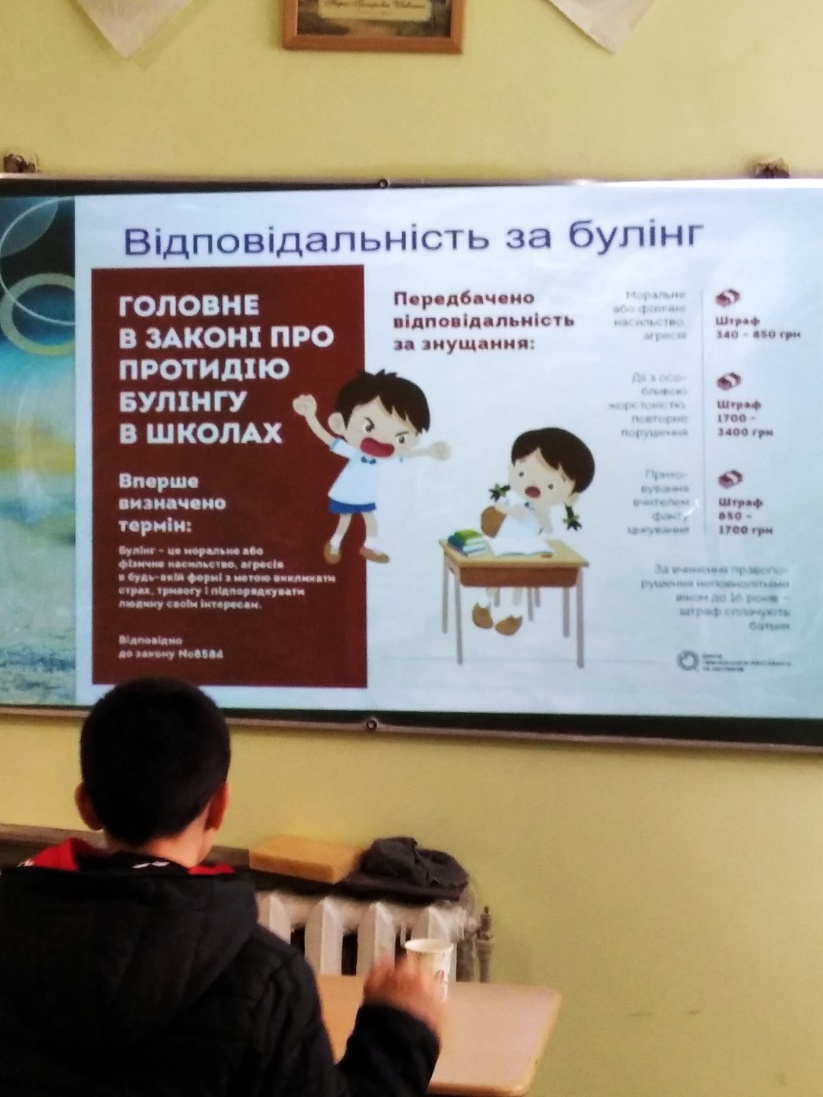 Відповідальність за булінг
ГОЛОВНЕ
В ЗАКОНІ ПРО
ПРОТИДІЮ
БУЛІНГУ
В ШКОЛАХ
Вперше
визначено
термін:
Булінг – це моральне або
фізичне насильство, агресія
в будь-якій формі з метою викликати
страх, тривогу і підпорядкувати
людину своїм інтересам.
Відповідно
до закону №8584
Передбачено
відповідальність
за знущання:
Моральне
або фізичне
насильство,
агресія
Штраф
340 – 850 грн
Дії з осо-
бливою
жорстокістю,
повторне
порушення
Штраф
1700 –
3400 грн
Прихо-
вування
вчителем
факту
цькування
Штраф
850 –
1700 грн
За вчинення правопо-
рушення неповнолітніми
віком до 16 років –
штраф сплачують
батьки